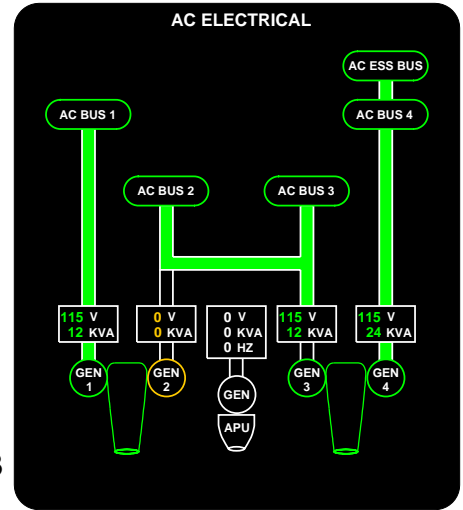 AC ELECTRICAL
AC ESS BUS
AC BUS 1
AC BUS 4
AC BUS 2
AC BUS 3
115 V
12 KVA
0 V
0 KVA
0 V
0 KVA
0 HZ
115 V
12 KVA
115 V
24 KVA
GEN
1
GEN
2
GEN
GEN
3
GEN
4
APU